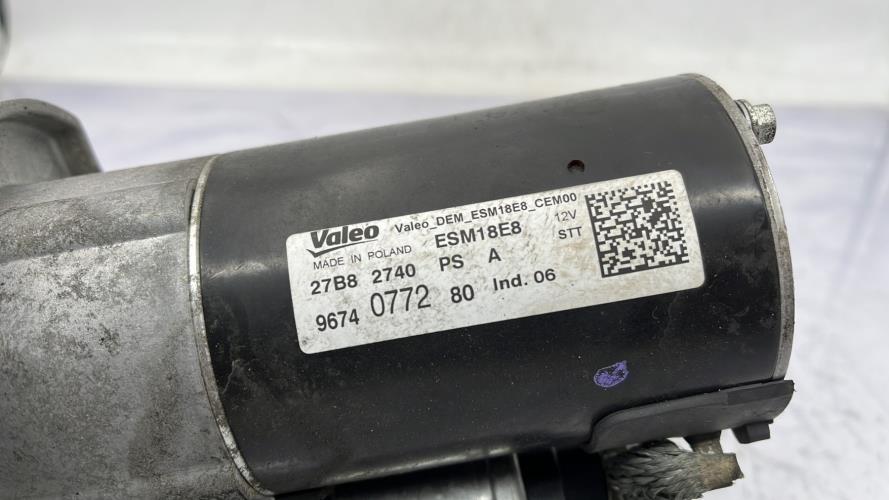 Valeo Valeo_DEM_ESM18E8_CEM00
MADE IN POLAND ESM18E8 12V
27B8 2740 PS A STT
9674 0772 80 Ind. 06